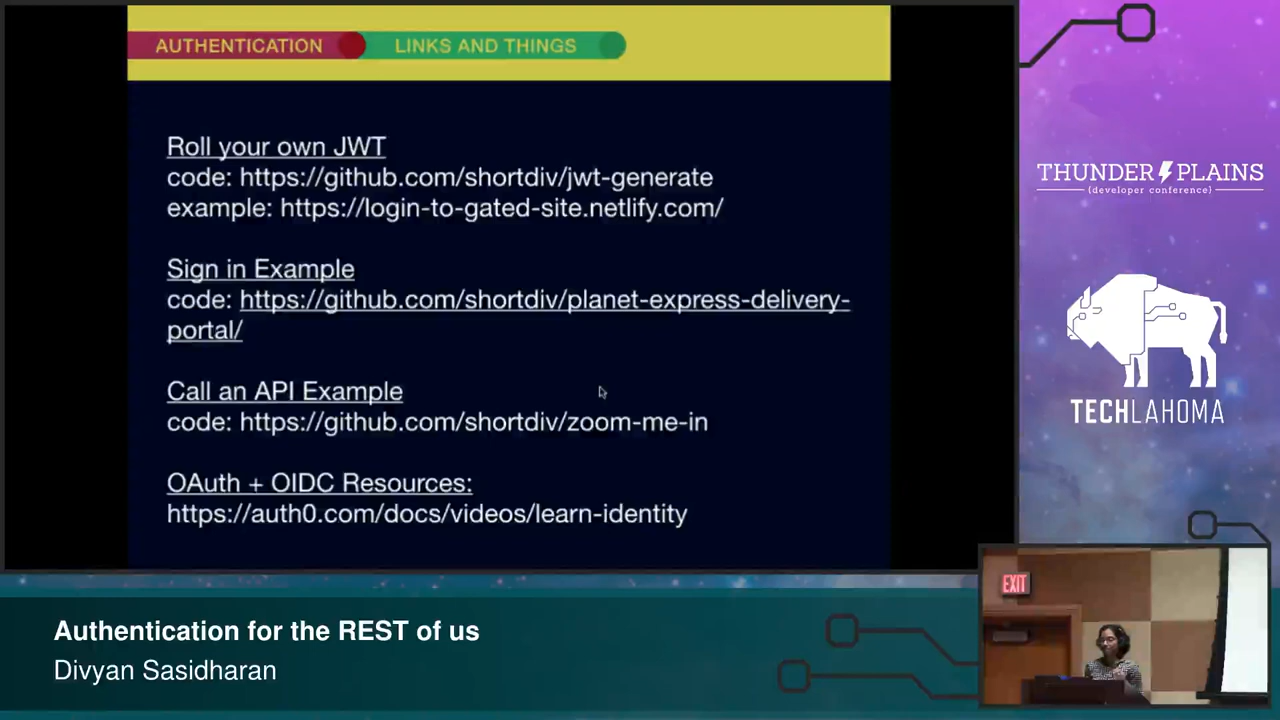 AUTHENTICATION
LINKS AND THINGS
Roll your own JWT
code: https://github.com/shortdiv/jwt-generate
example: https://login-to-gated-site.netlify.com/
Sign in Example
code: https://github.com/shortdiv/planet-express-delivery-
portal/
Call an API Example
code: https://github.com/shortdiv/zoom-me-in
OAuth + OIDC Resources:
https://auth0.com/docs/videos/learn-identity
THUNDER PLAINS
{developer conference}
TECHLAHOMA
EXIT
Authentication for the REST of us
Divyan Sasidharan